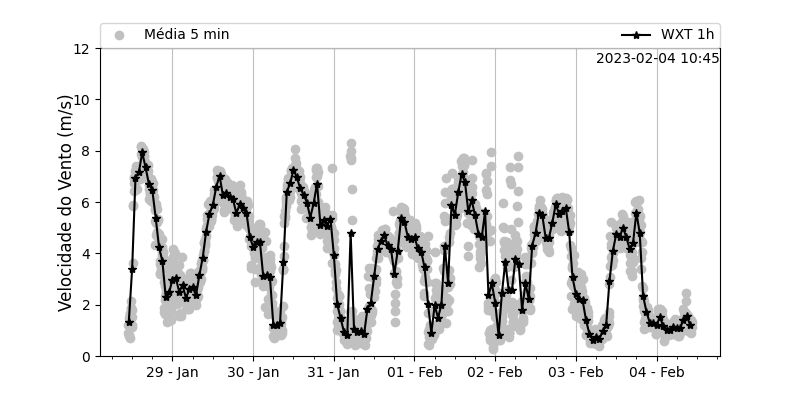 Média 5 min
WXT 1h
2023-02-04 10:45
Velocidade do Vento (m/s)
12
10
8
6
4
2
0
29 - Jan
30 - Jan
31 - Jan
01 - Feb
02 - Feb
03 - Feb
04 - Feb